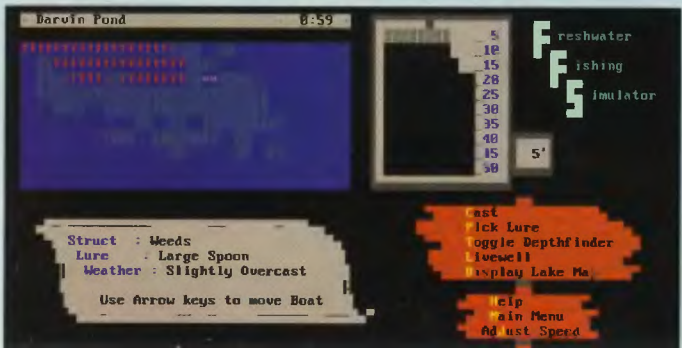 Darvin Pond 0:59
5
10
15
20
25
30
35
40
45
50
5'
Freshwater
Fishing
Simulator
Struct : Weeds
Lure : Large Spoon
Weather : Slightly Overcast
Use Arrow keys to move Boat
Cast
Pick Lure
Toggle Depthfinder
Livewell
Display Lake Map
Help
Main Menu
Adjust Speed